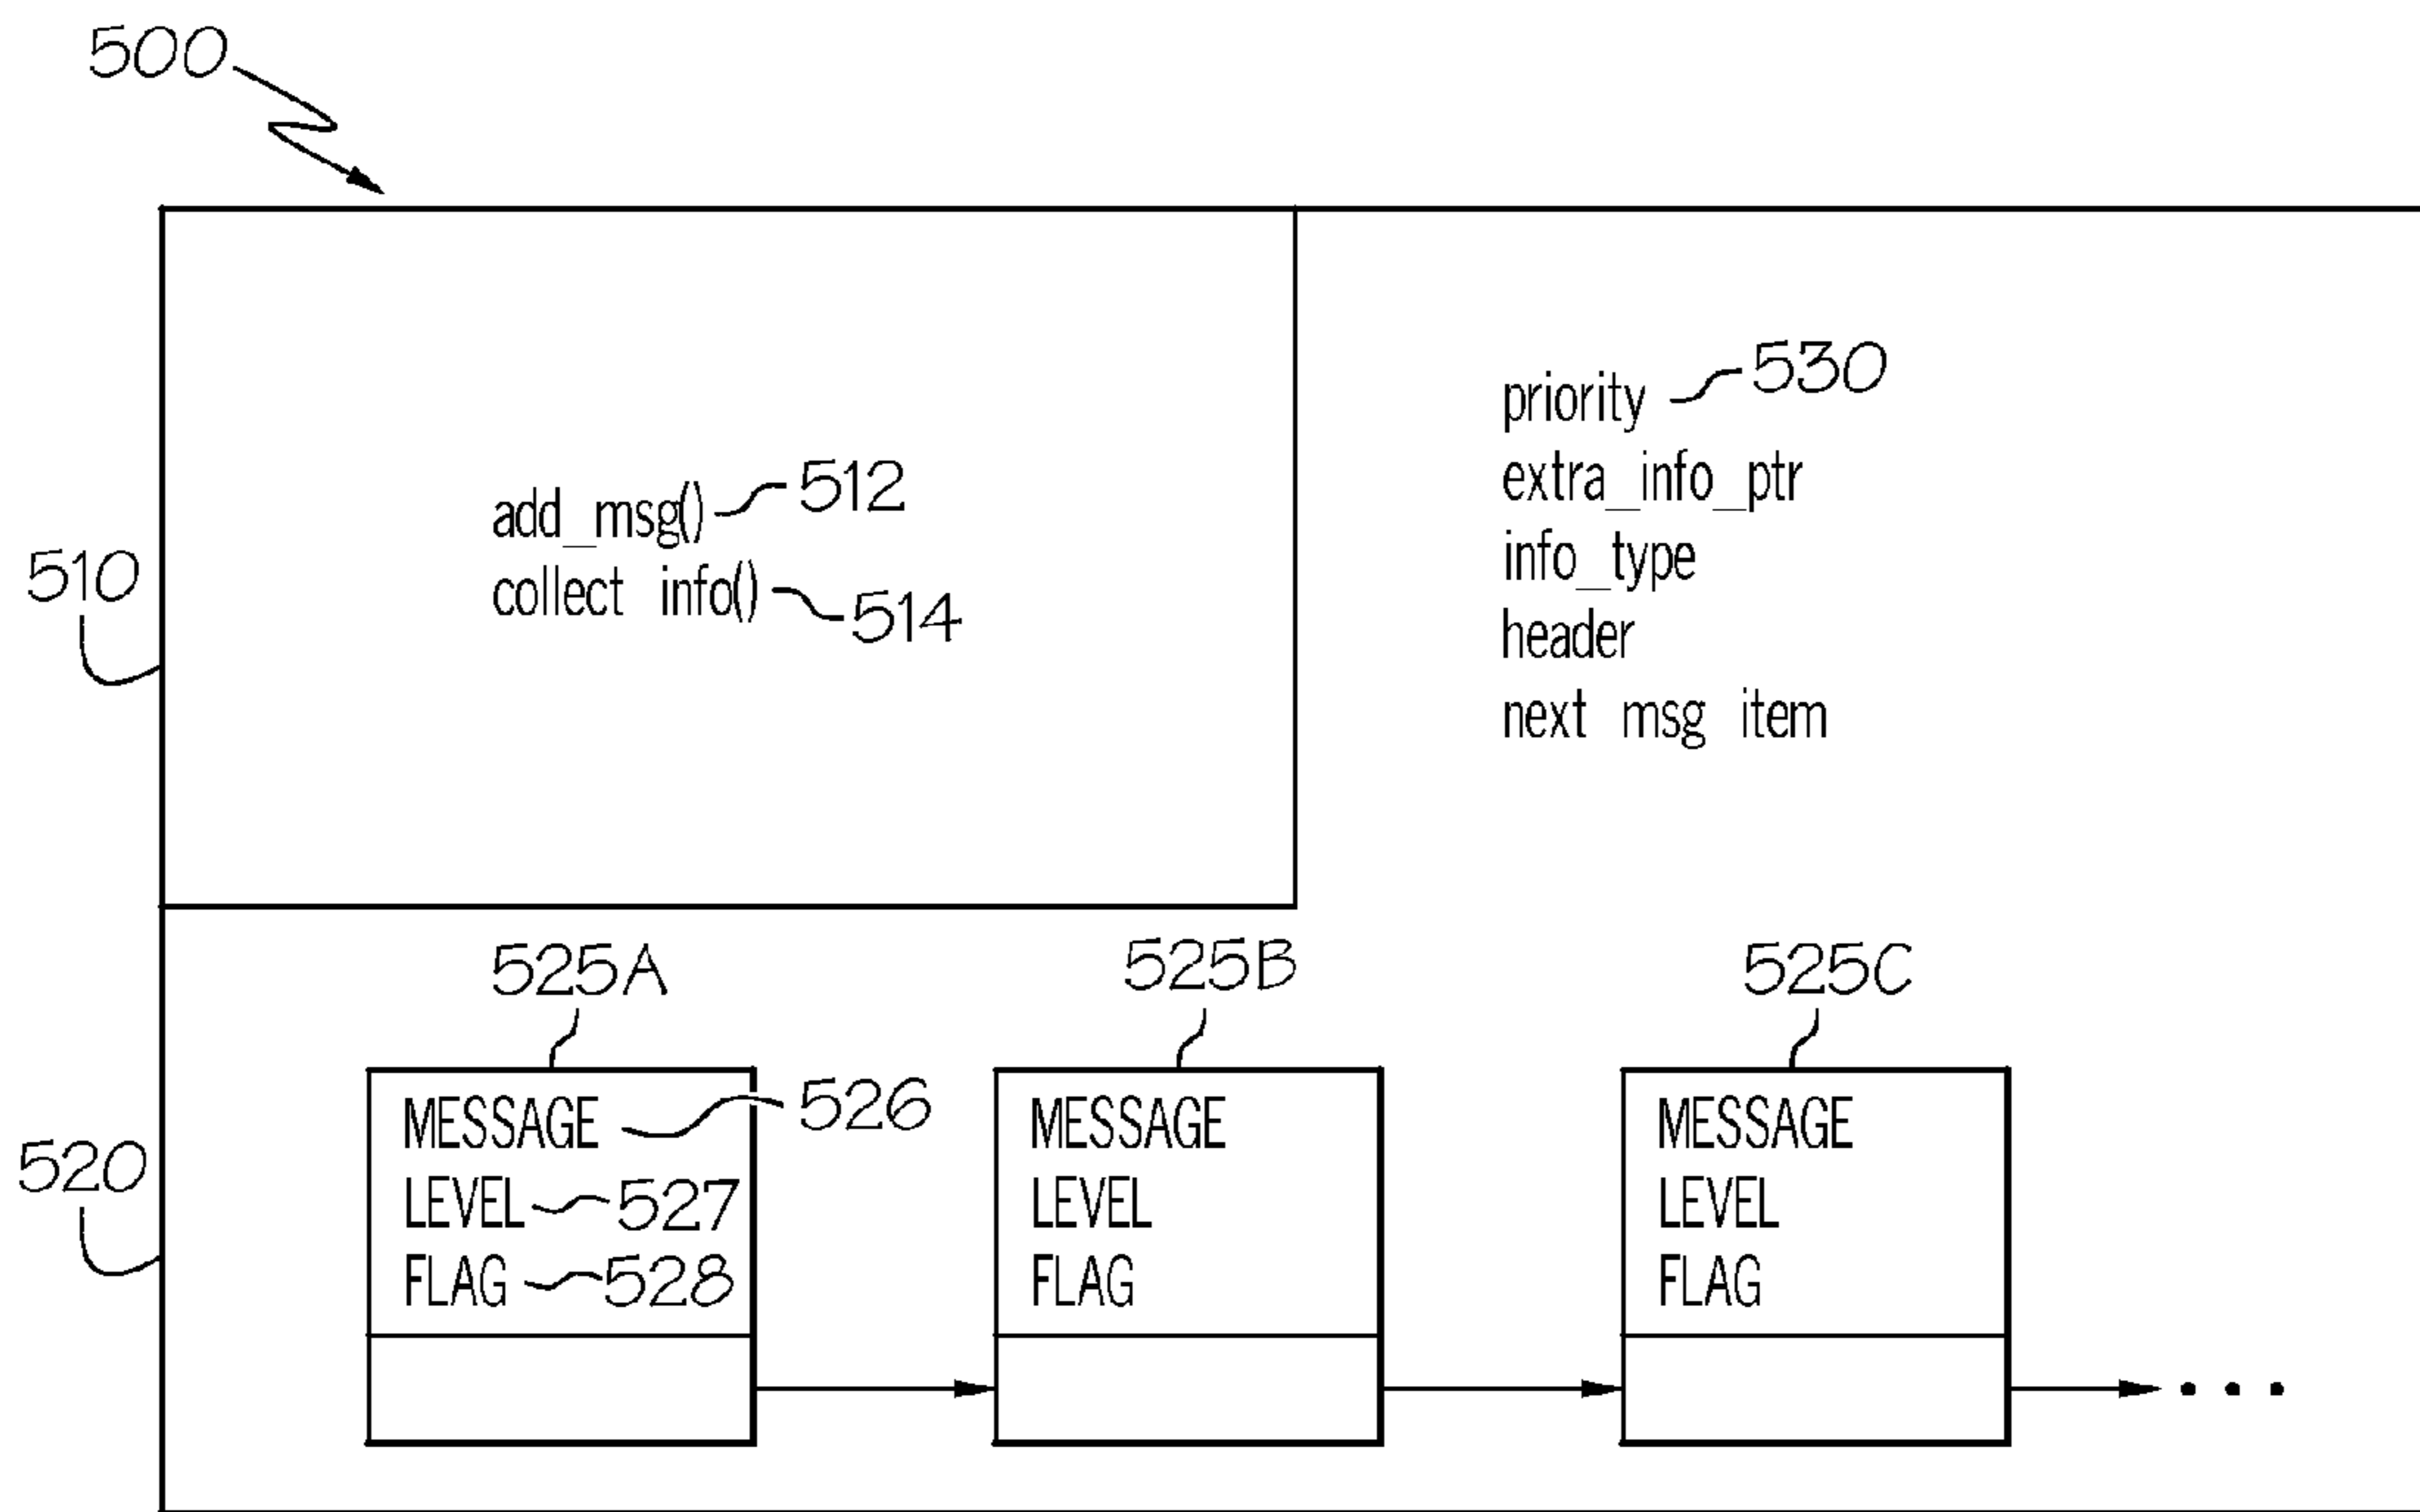 500
priority 530
extra_info_ptr
info_type
header
next msg item
add_msg() 512
collect info() 514
510
525A 525B 525C
MESSAGE 526 MESSAGE MESSAGE
LEVEL 527 LEVEL LEVEL
FLAG 528 FLAG FLAG
520